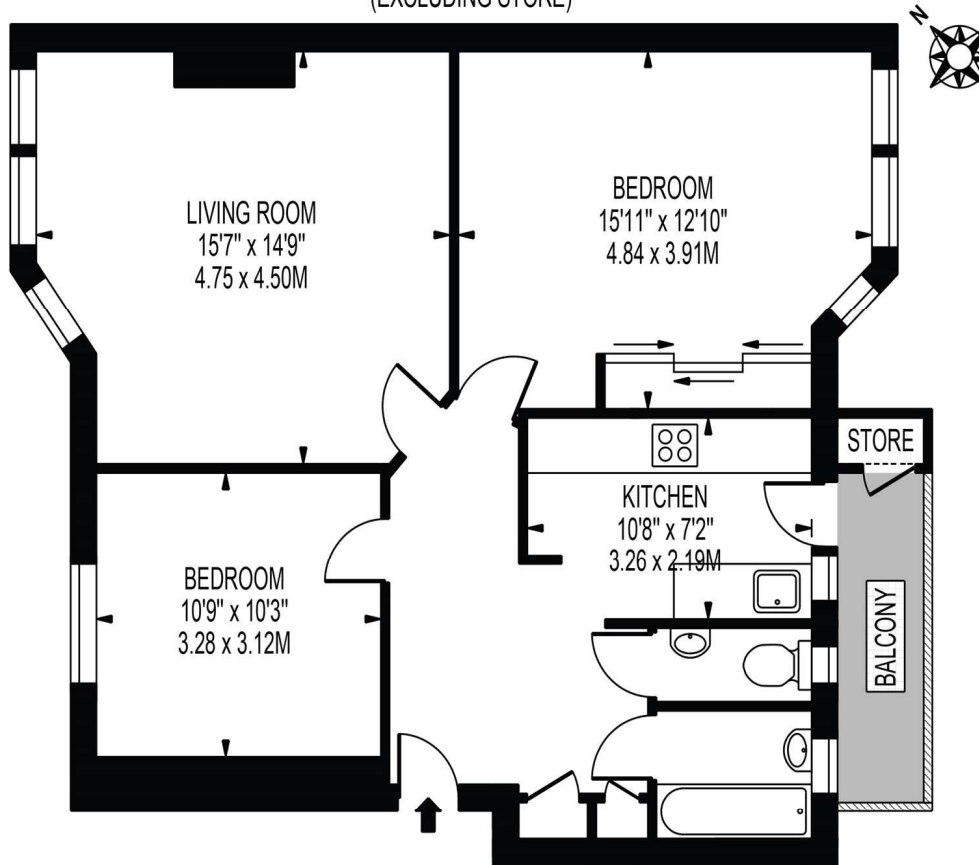 (EXCLUDING STORE)
N
LIVING ROOM
15'7" x 14'9"
4.75 x 4.50M
BEDROOM
15'11" x 12'10"
4.84 x 3.91M
STORE
KITCHEN
10'8" x 7'2"
3.26 x 2.19M
BEDROOM
10'9" x 10'3"
3.28 x 3.12M
BALCONY